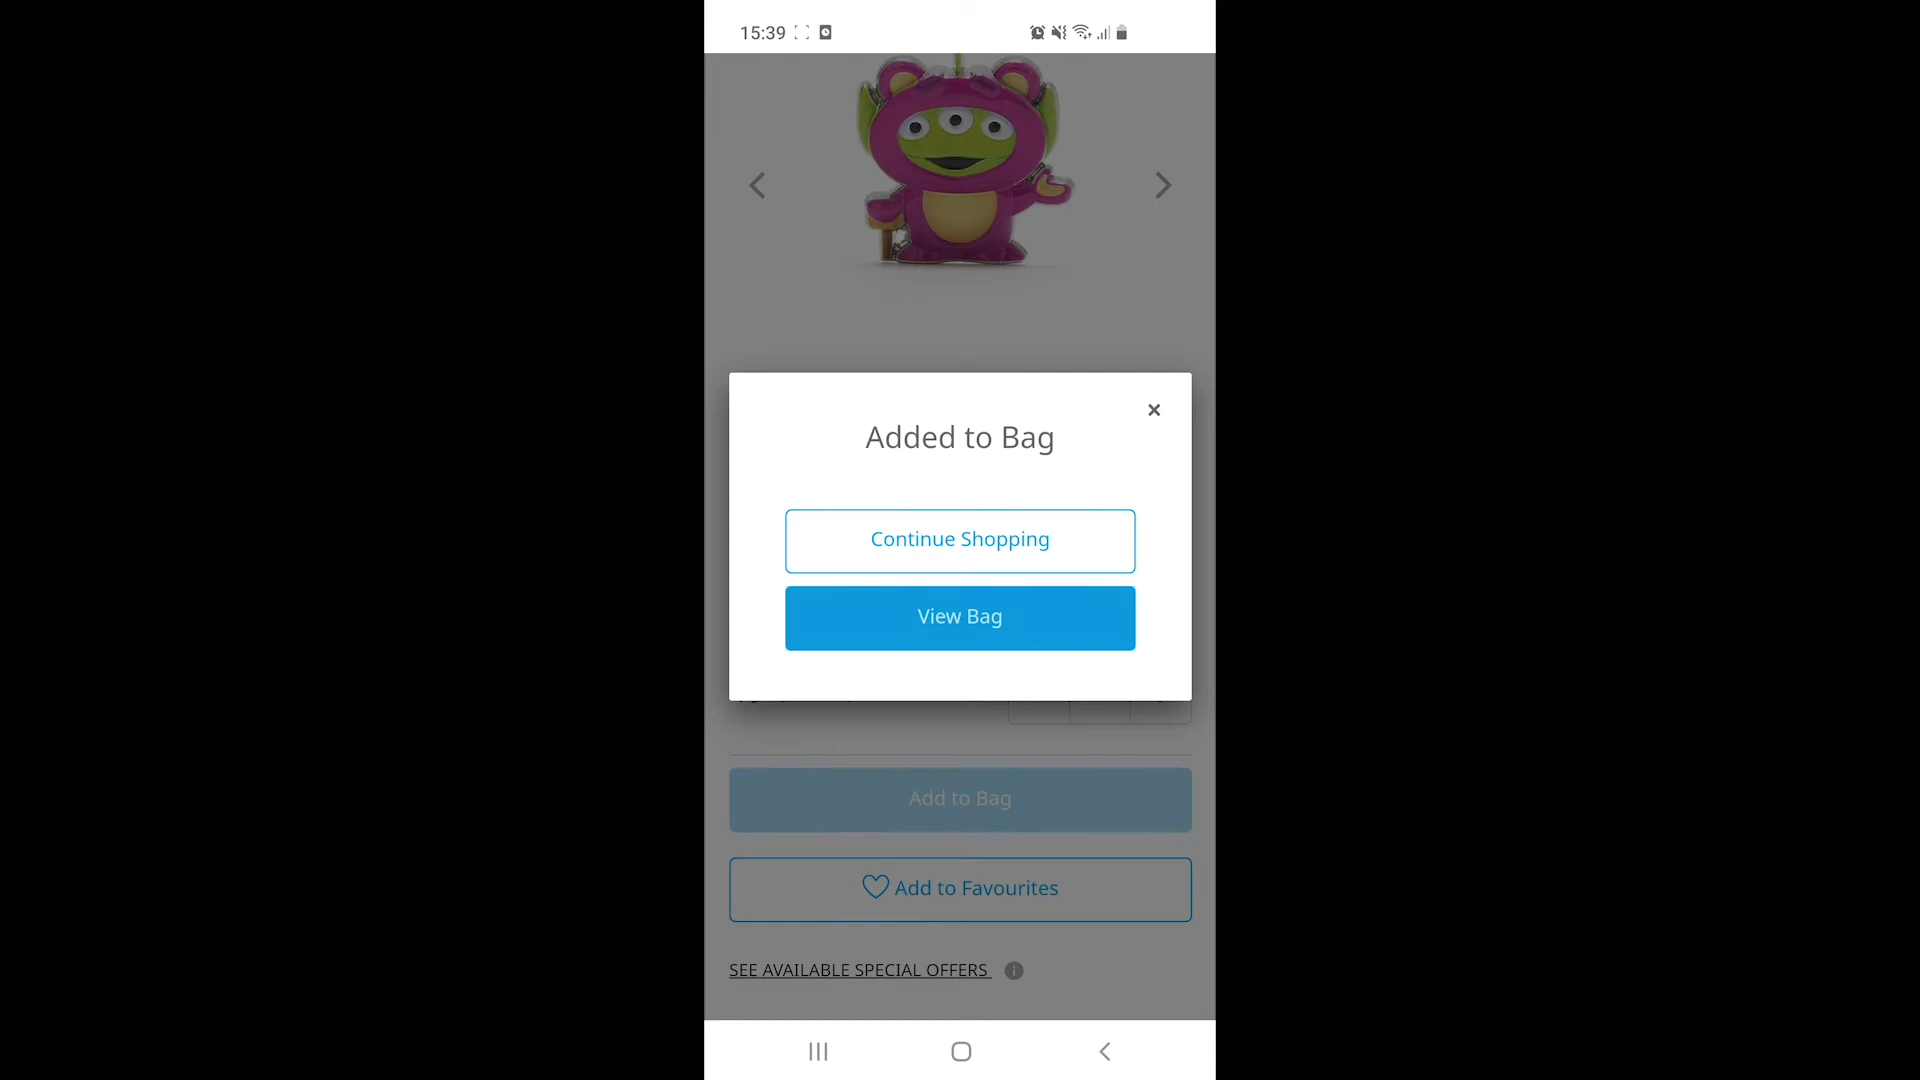 15:39
Added to Bag
Continue Shopping
View Bag
Add to Bag
Add to Favourites
SEE AVAILABLE SPECIAL OFFERS